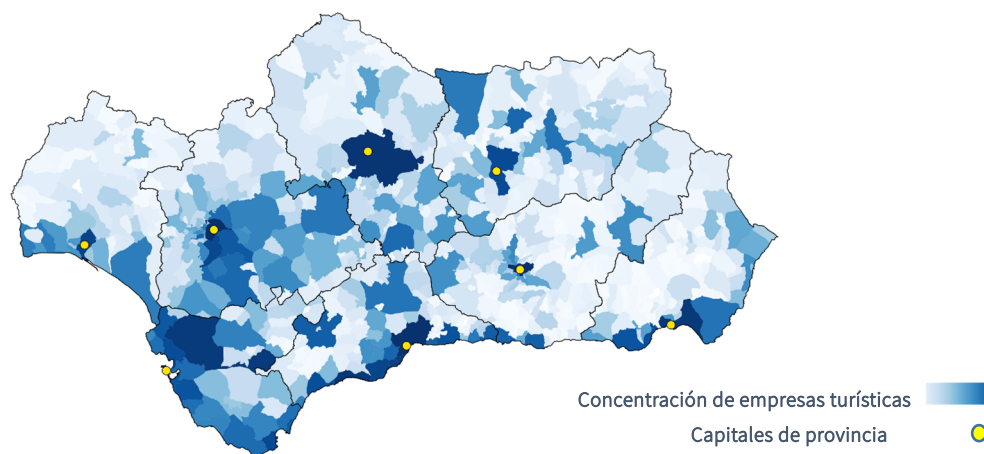 Concentración de empresas turísticas
Capitales de provincia